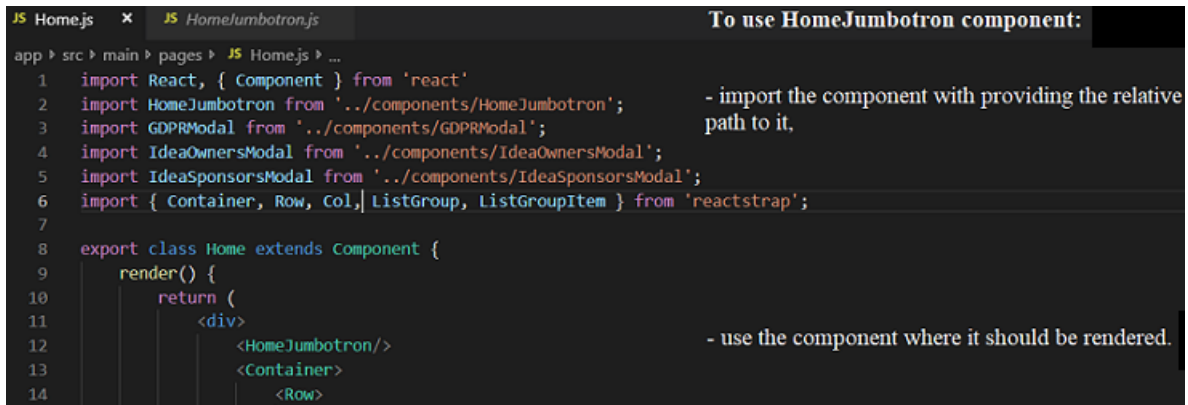 JS Home.js × JS HomeJumbotron.js
To use HomeJumbotron component:
app src main pages JS Home.js ...
1 import React, { Component } from 'react'
2 import HomeJumbotron from '../components/HomeJumbotron';
- import the component with providing the relative
path to it,
3 import GDPRModal from '../components/GDPRModal';
4 import IdeaOwnersModal from '../components/IdeaOwnersModal';
5 import IdeaSponsorsModal from '../components/IdeaSponsorsModal';
6 import { Container, Row, Col, ListGroup, ListGroupItem } from 'reactstrap';
7
8 export class Home extends Component {
9 render() {
10 return (
11 <div>
12 <HomeJumbotron/>
- use the component where it should be rendered.
13 <Container>
14 <Row>